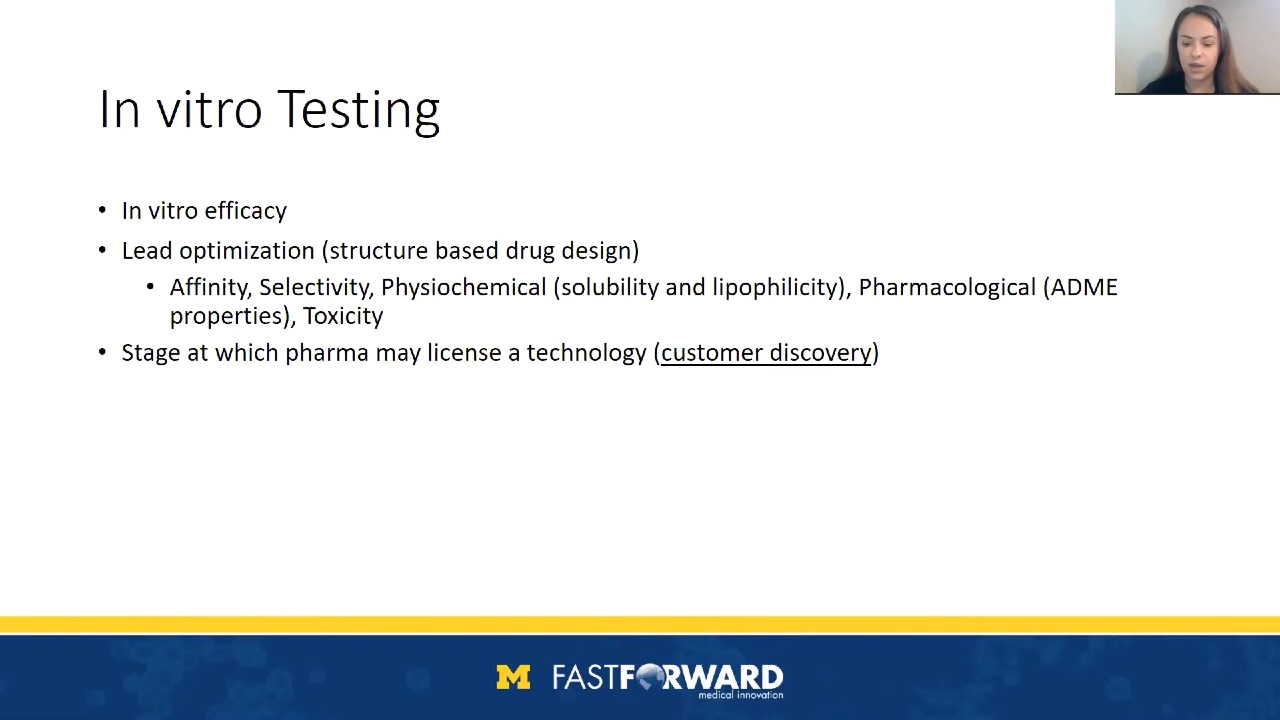 In vitro Testing
• In vitro efficacy
• Lead optimization (structure based drug design)
• Affinity, Selectivity, Physiochemical (solubility and lipophilicity), Pharmacological (ADME
properties), Toxicity
• Stage at which pharma may license a technology (customer discovery)
M FASTFORWARD
medical innovation